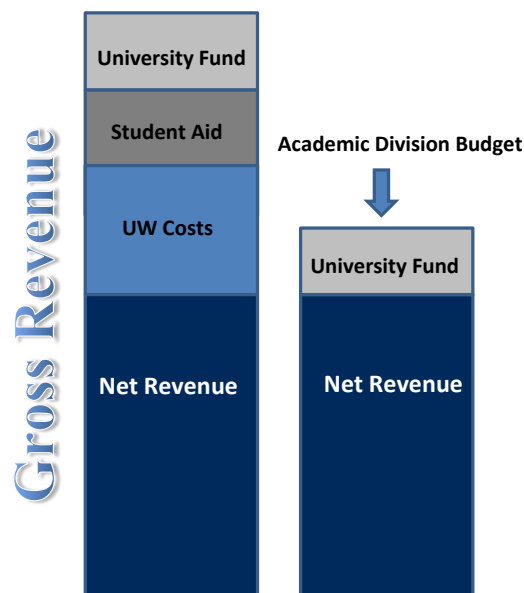 Gross Revenue
University Fund
Student Aid
UW Costs
Net Revenue
Academic Division Budget
University Fund
Net Revenue